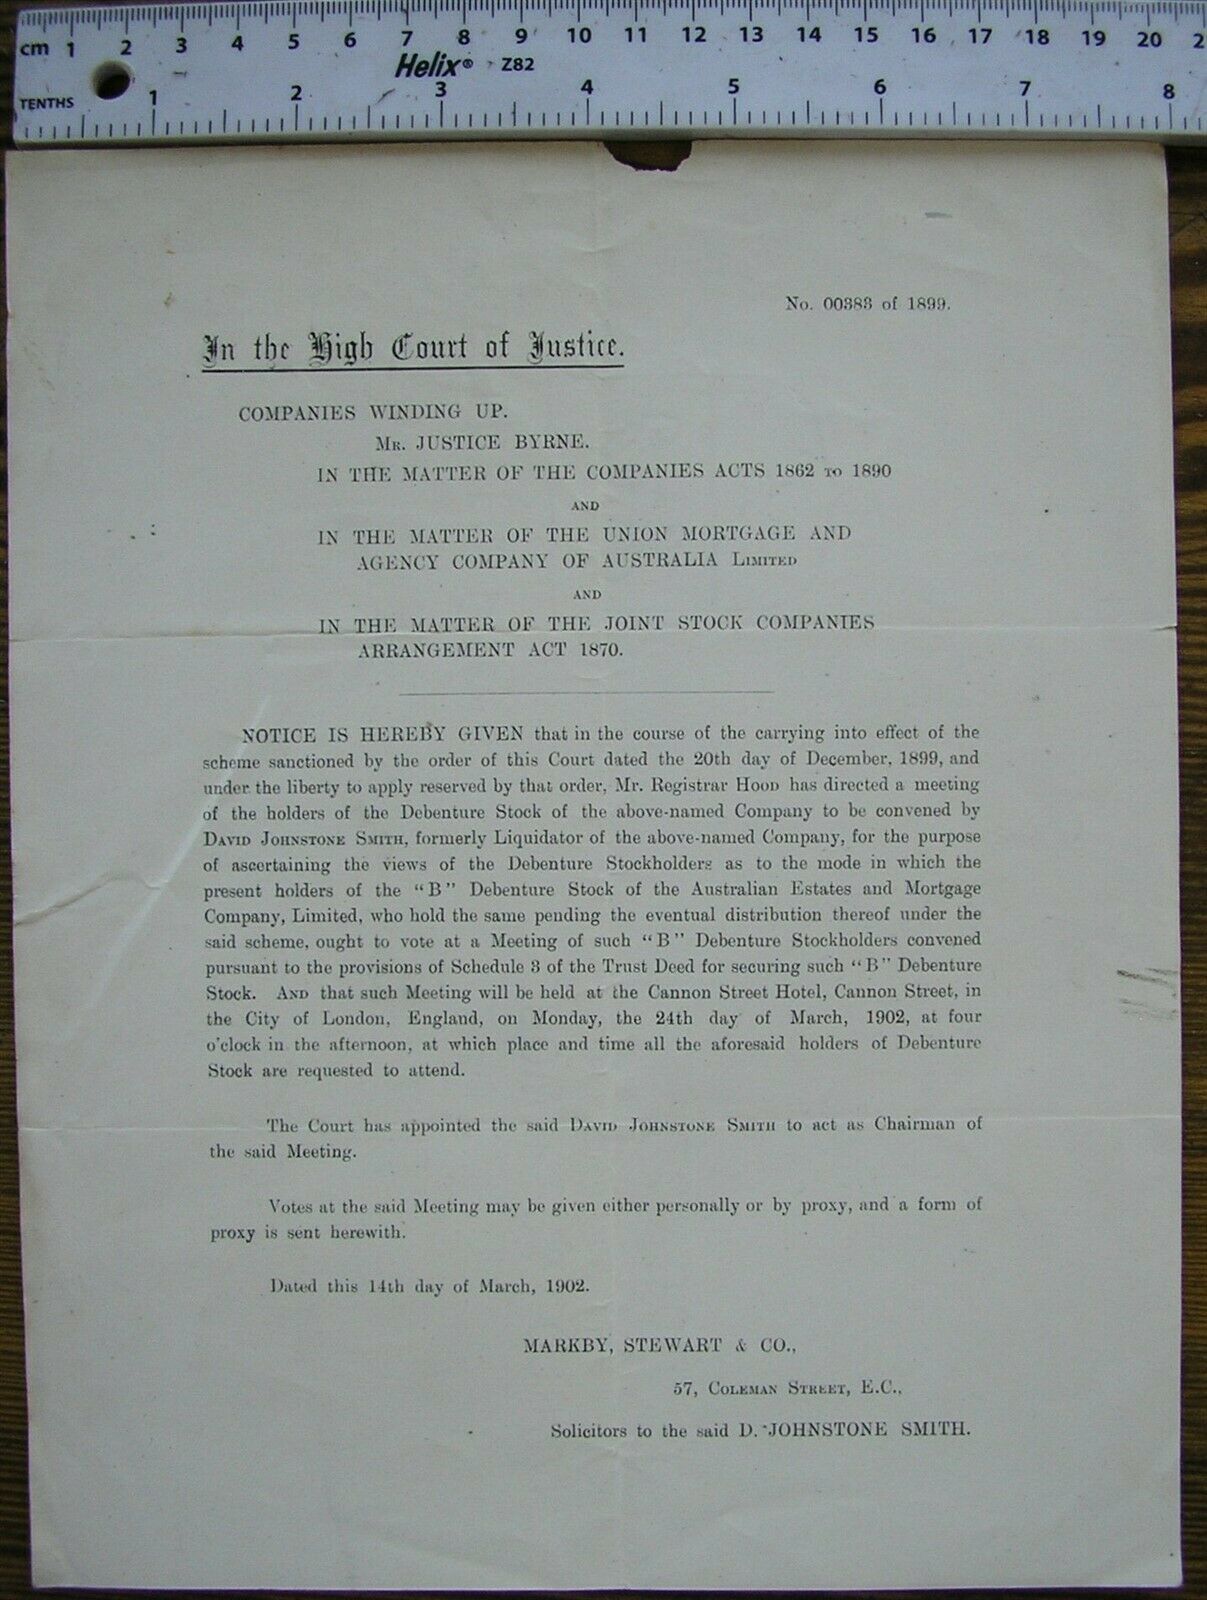 cm 1 2 3 4 5 6 7 8 9 10 11 12 13 14 15 16 17 18 19 20 2
Helix® Z82
TENTHS 1 2 3 4 5 6 7 8
No. 00383 of 1899.
In the High Court of Justice.
COMPANIES WINDING UP.
MR. JUSTICE BYRNE.
IN THE MATTER OF THE COMPANIES ACTS 1862 TO 1890
AND
IN THE MATTER OF THE UNION MORTGAGE AND
AGENCY COMPANY OF AUSTRALIA LIMITED
AND
IN THE MATTER OF THE JOINT STOCK COMPANIES
ARRANGEMENT ACT 1870.
NOTICE IS HEREBY GIVEN that in the course of the carrying into effect of the
scheme sanctioned by the order of this Court dated the 20th day of December, 1899, and
under the liberty to apply reserved by that order, Mr. Registrar HOOD has directed a meeting
of the holders of the Debenture Stock of the above-named Company to be convened by
DAVID JOHNSTONE SMITH, formerly Liquidator of the above-named Company, for the purpose
of ascertaining the views of the Debenture Stockholders as to the mode in which the
present holders of the "B" Debenture Stock of the Australian Estates and Mortgage
Company, Limited, who hold the same pending the eventual distribution thereof under the
said scheme, ought to vote at a Meeting of such "B" Debenture Stockholders convened
pursuant to the provisions of Schedule 3 of the Trust Deed for securing such "B" Debenture
Stock. AND that such Meeting will be held at the Cannon Street Hotel, Cannon Street, in
the City of London, England, on Monday, the 24th day of March, 1902, at four
o'clock in the afternoon, at which place and time all the aforesaid holders of Debenture
Stock are requested to attend.
The Court has appointed the said DAVID JOHNSTONE SMITH to act as Chairman of
the said Meeting.
Votes at the said Meeting may be given either personally or by proxy, and a form of
proxy is sent herewith.
Dated this 14th day of March, 1902.
MARKBY, STEWART & CO.,
57, COLEMAN STREET, E.C.,
Solicitors to the said D. JOHNSTONE SMITH.